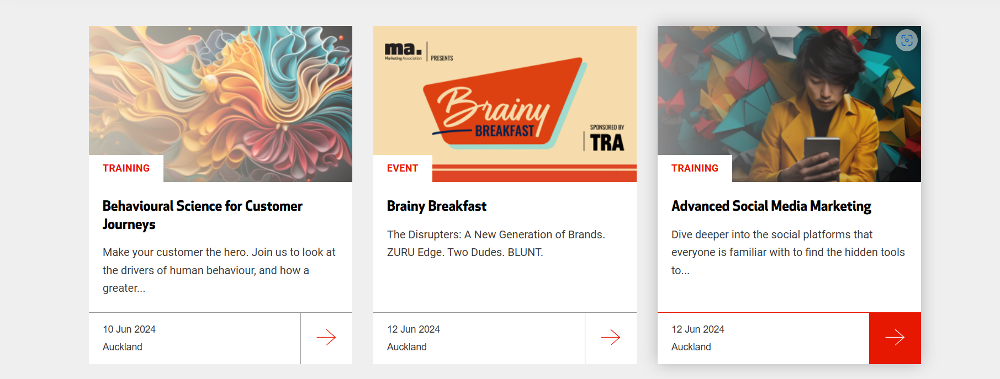 TRAINING
Behavioural Science for Customer
Journeys
Make your customer the hero. Join us to look at
the drivers of human behaviour, and how a
greater...
10 Jun 2024
Auckland
ma.
Marketing Association
PRESENTS
Brainy
BREAKFAST
SPONSORED BY
TRA
EVENT
Brainy Breakfast
The Disrupters: A New Generation of Brands.
ZURU Edge. Two Dudes. BLUNT.
12 Jun 2024
Auckland
TRAINING
Advanced Social Media Marketing
Dive deeper into the social platforms that
everyone is familiar with to find the hidden tools
to...
12 Jun 2024
Auckland